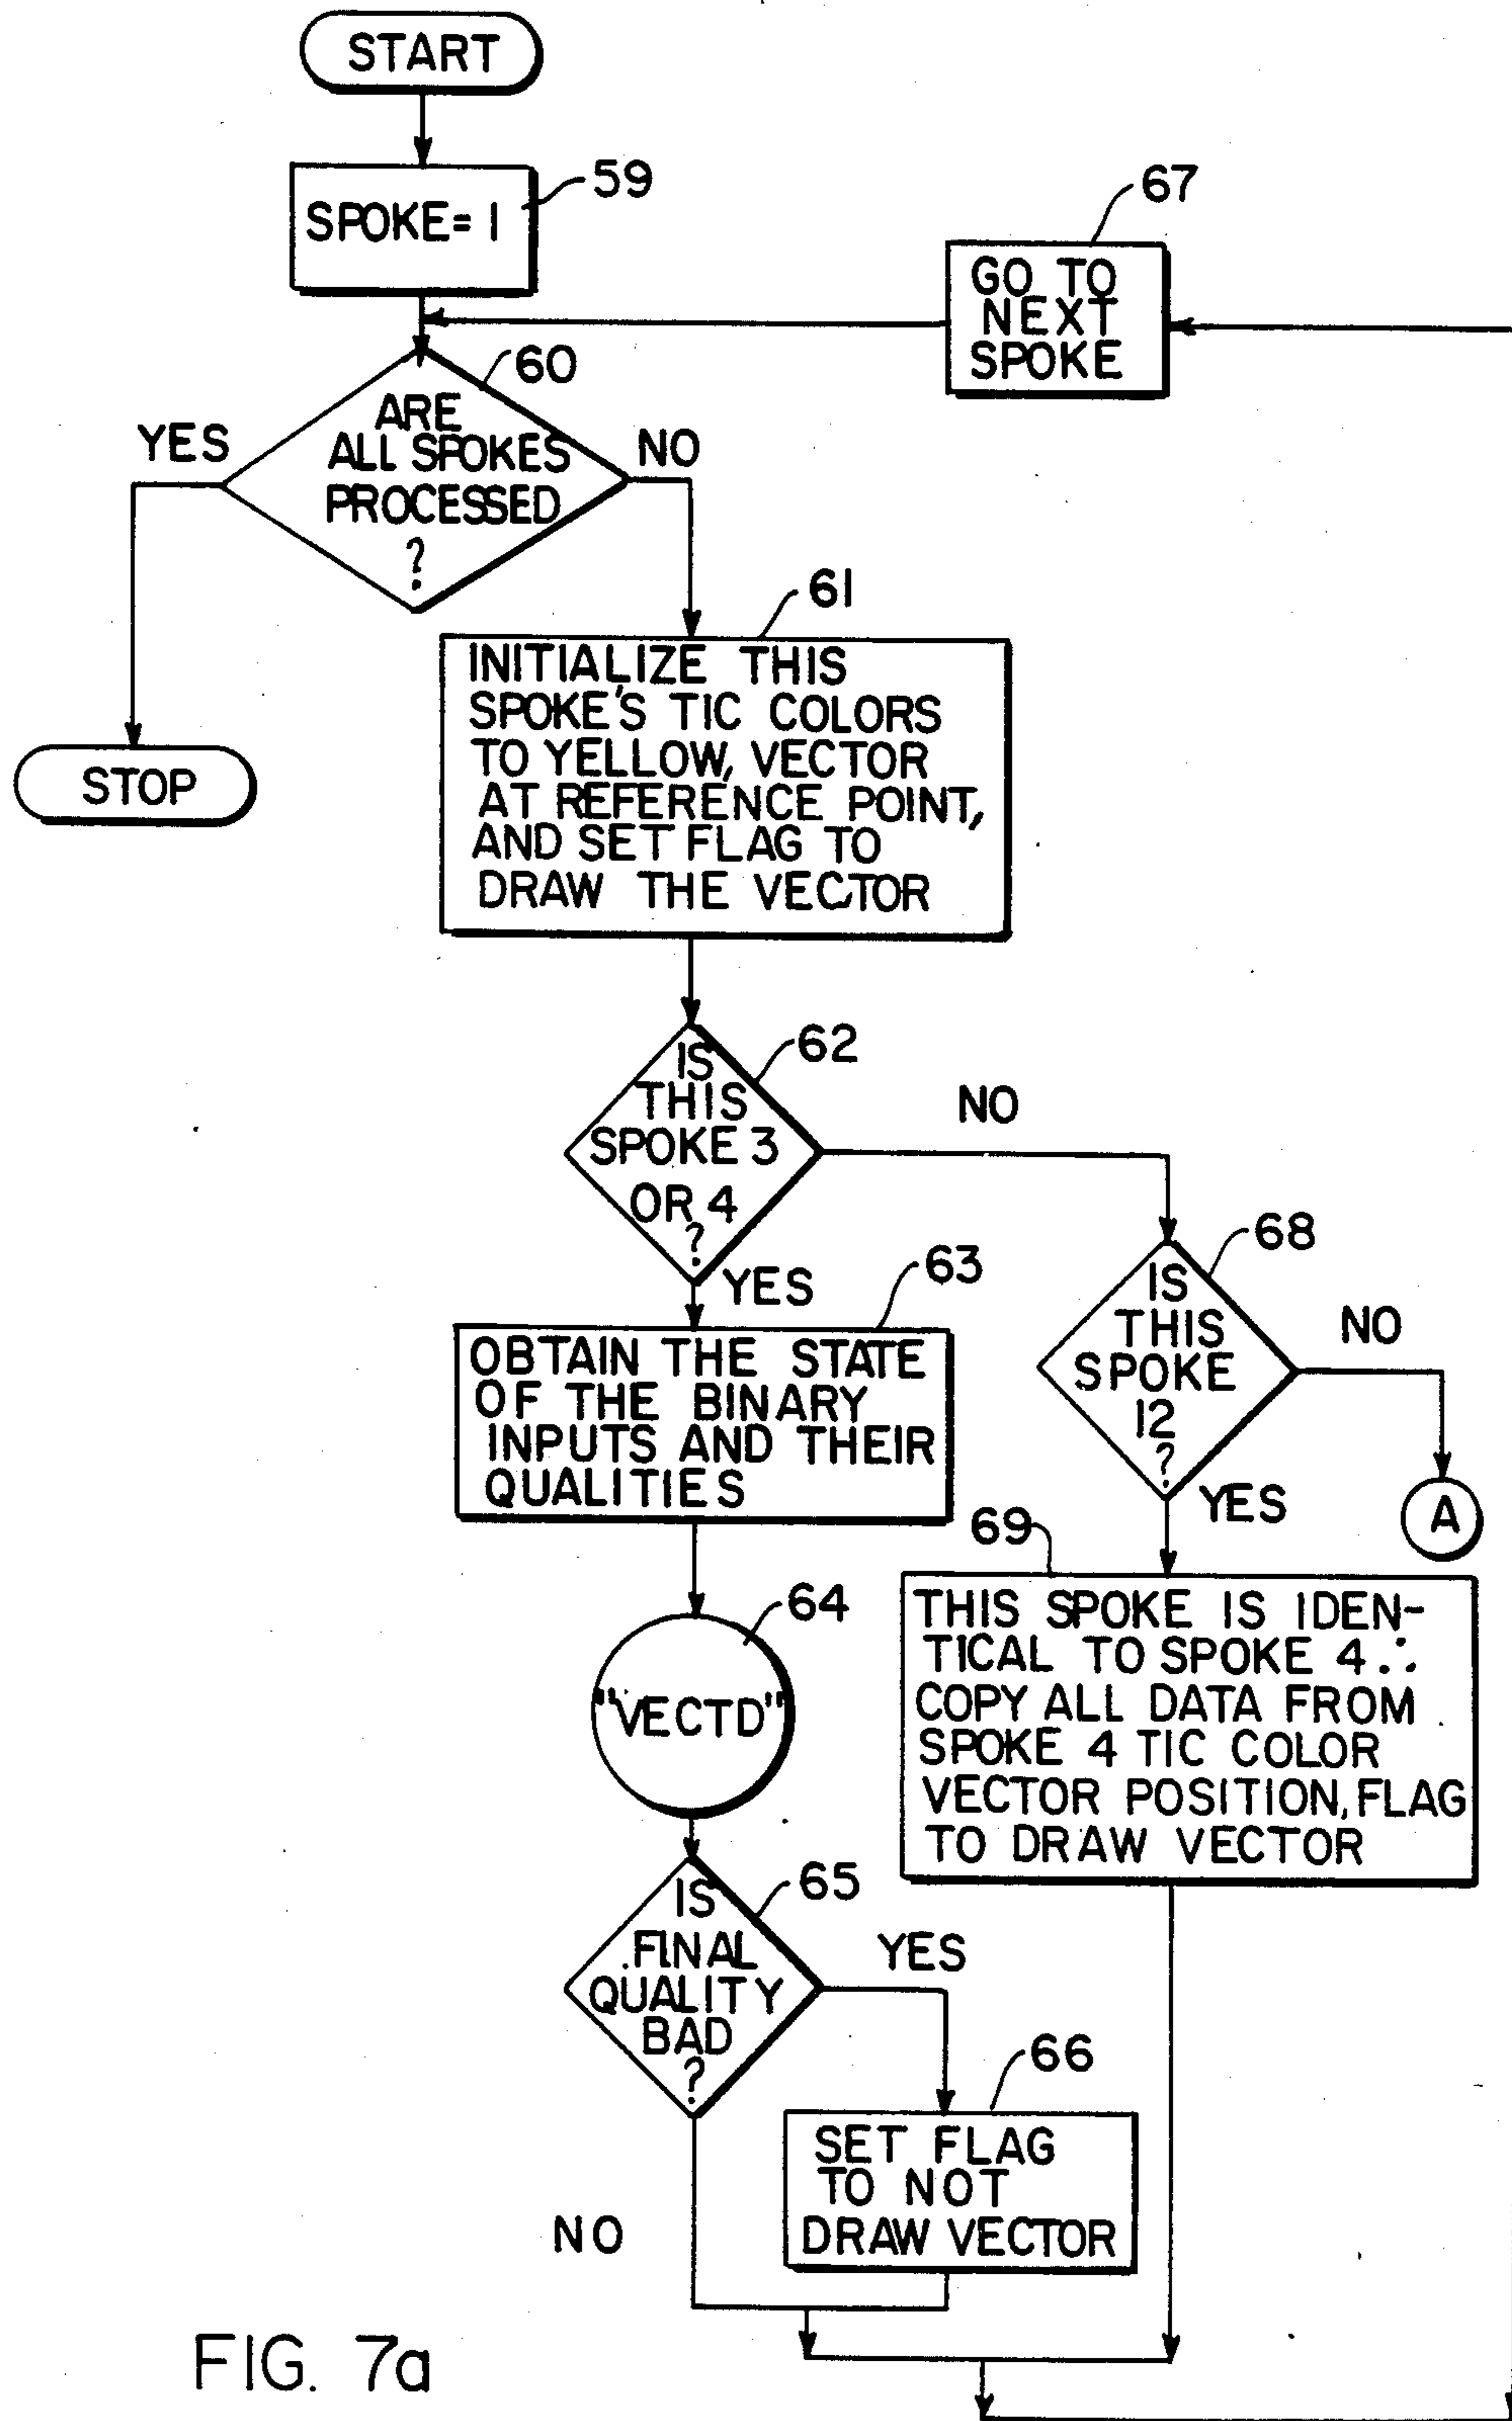 START
SPOKE= 1
59
67
GO TO
NEXT
SPOKE
60
ARE
ALL SPOKES
PROCESSED
?
YES
NO
STOP
61
INITIALIZE THIS
SPOKE'S TIC COLORS
TO YELLOW, VECTOR
AT REFERENCE POINT,
AND SET FLAG TO
DRAW THE VECTOR
62
IS
THIS
SPOKE 3
OR 4
?
NO
YES
63
OBTAIN THE STATE
OF THE BINARY
INPUTS AND THEIR
QUALITIES
68
IS
THIS
SPOKE
12
?
NO
A
YES
69
THIS SPOKE IS IDEN-
TICAL TO SPOKE 4 ∴
COPY ALL DATA FROM
SPOKE 4 TIC COLOR
VECTOR POSITION, FLAG
TO DRAW VECTOR
64
"VECTD"
65
IS
FINAL
QUALITY
BAD
?
YES
NO
66
SET FLAG
TO NOT
DRAW VECTOR
FIG. 7a